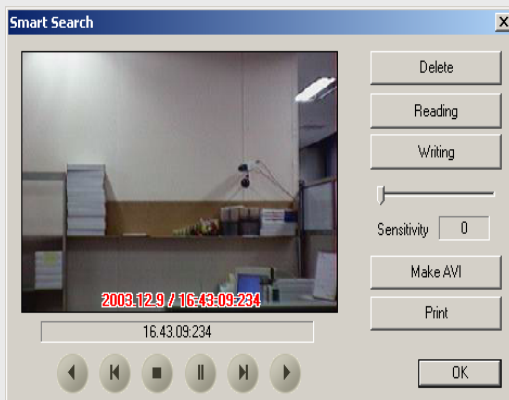 Smart Search
Delete
Reading
Writing
Sensitivity 0
2003.12.9 / 16:43:09:234
Make AVI
16.43.09:234
Print
OK